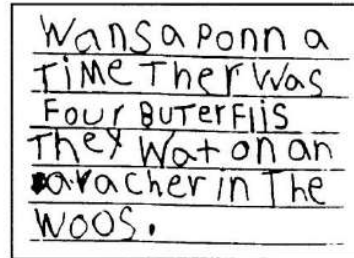 Wansaponn a
TiMe Ther Was
Four BuTerFlis
They Wat on an
avacher in The
Woos.